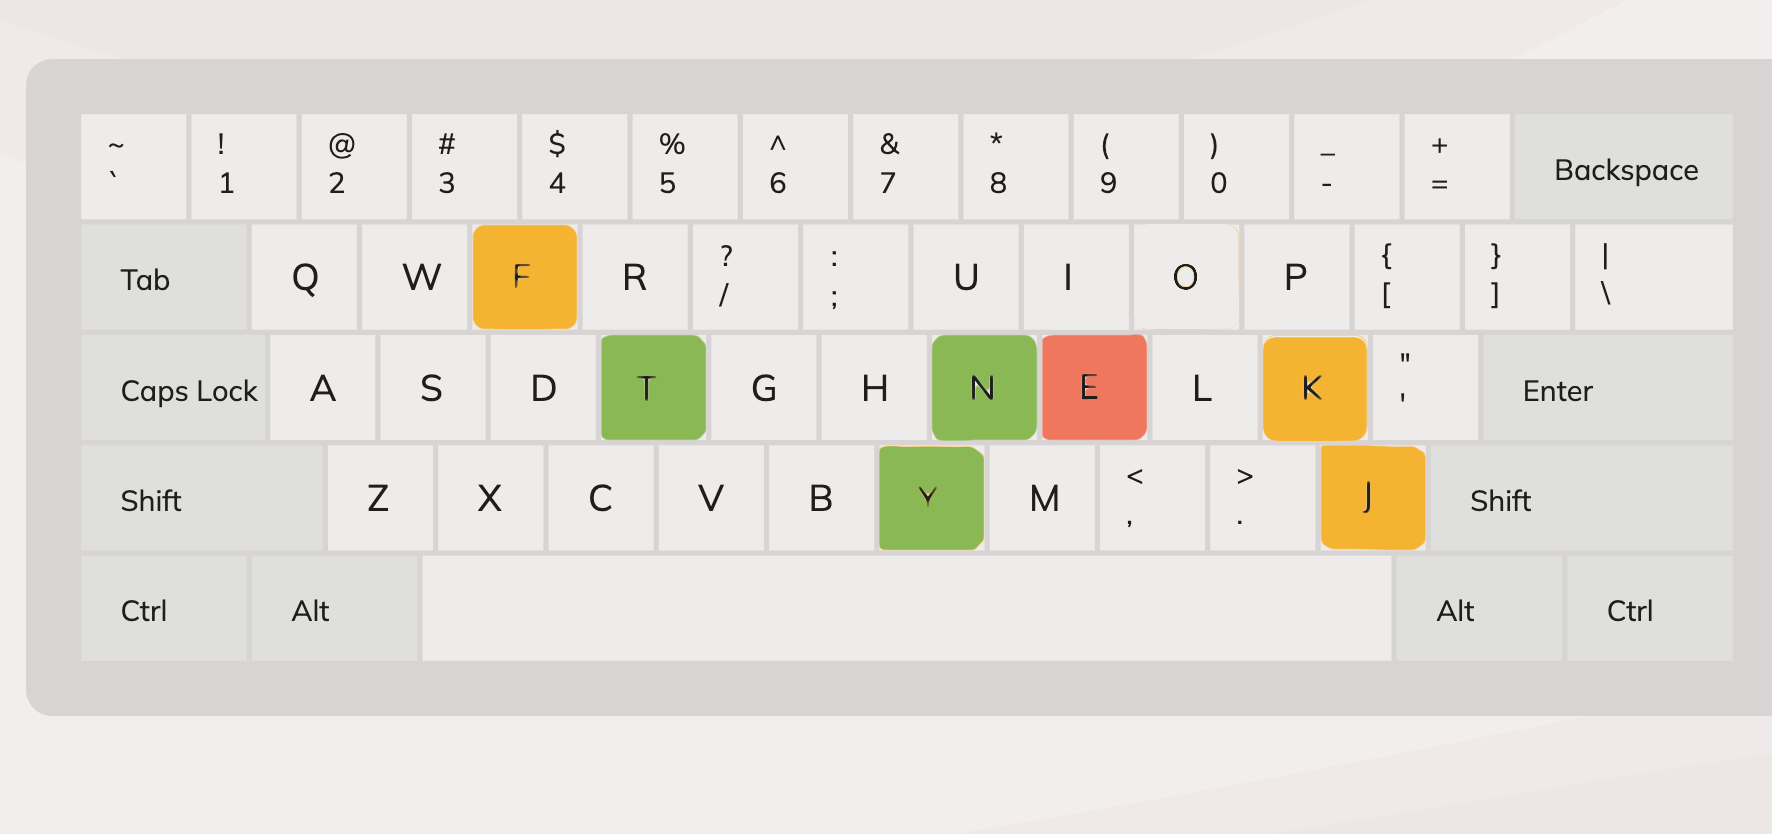 ~ ! @ # $ % ^ & * ( ) _ +
` 1 2 3 4 5 6 7 8 9 0 - = Backspace
Tab Q W F R ? / : ; U I O P { [ } ] | \
Caps Lock A S D T G H N E L K " ' Enter
Shift Z X C V B Y M < , > . J Shift
Ctrl Alt Alt Ctrl